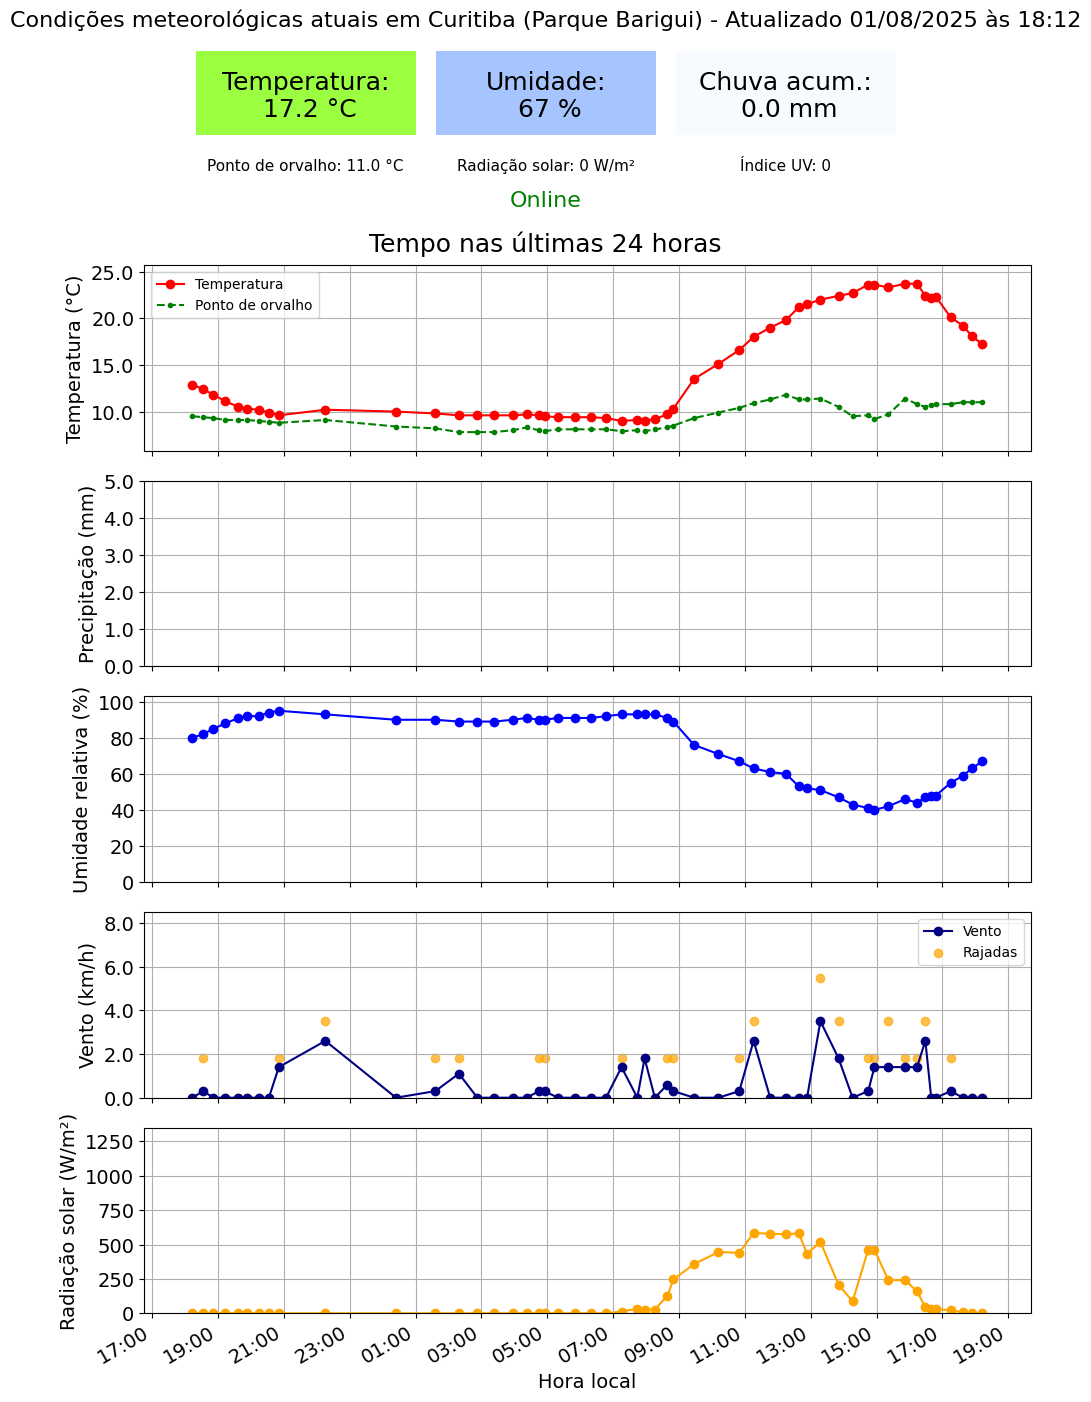 Condições meteorológicas atuais em Curitiba (Parque Barigui) - Atualizado 01/08/2025 às 18:12
Temperatura:
17.2 °C
Umidade:
67 %
Chuva acum.:
0.0 mm
Ponto de orvalho: 11.0 °C
Radiação solar: 0 W/m²
Índice UV: 0
Online
Tempo nas últimas 24 horas
Temperatura (°C)
25.0
20.0
15.0
10.0
Temperatura
Ponto de orvalho
Precipitação (mm)
5.0
4.0
3.0
2.0
1.0
0.0
Umidade relativa (%)
100
80
60
40
20
0
Vento (km/h)
8.0
6.0
4.0
2.0
0.0
Vento
Rajadas
Radiação solar (W/m²)
1250
1000
750
500
250
0
17:00
19:00
21:00
23:00
01:00
03:00
05:00
07:00
09:00
11:00
13:00
15:00
17:00
19:00
Hora local